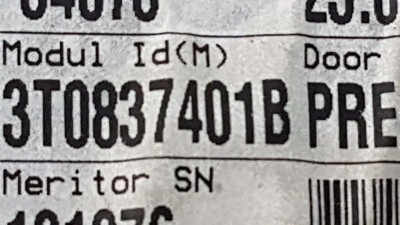 Modul Id(M) Door
3T0837401B PRE
Meritor SN